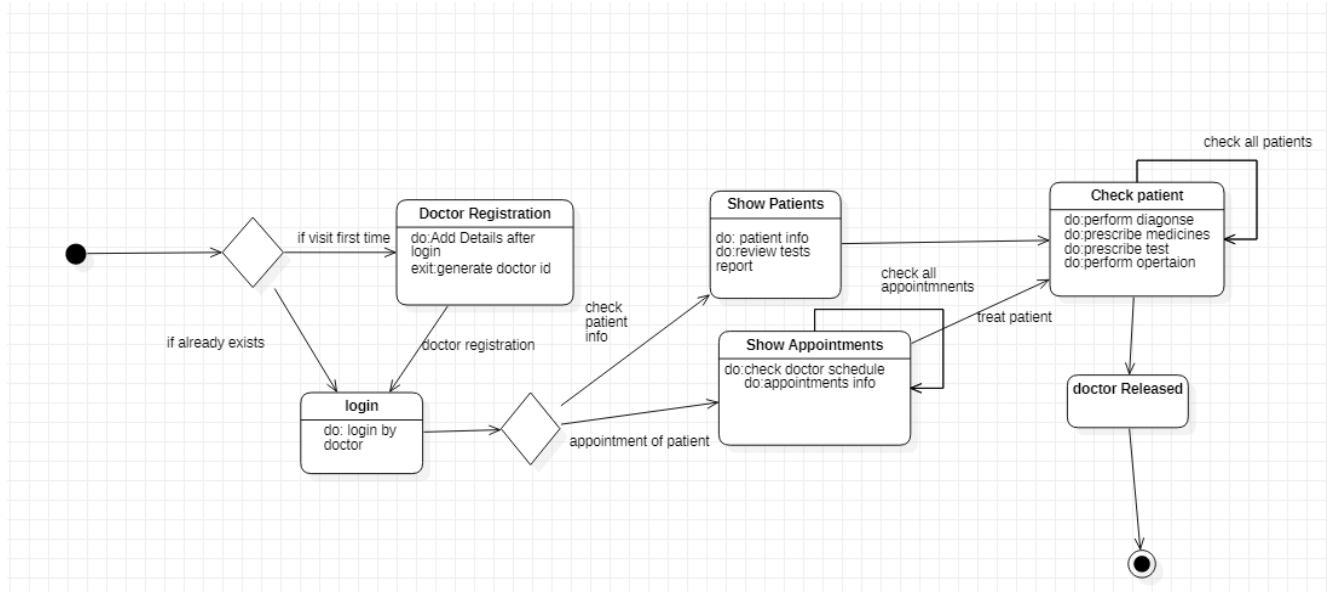 check all patients
Check patient
do:perform diagonse
do:prescribe medicines
do:prescribe test
do:perform opertaion
Show Patients
do: patient info
do:review tests
report
Doctor Registration
do:Add Details after
login
exit:generate doctor id
if visit first time
check all
appointmnents
check
patient
info
treat patient
if already exists
doctor registration
Show Appointments
do:check doctor schedule
do:appointments info
doctor Released
login
do: login by
doctor
appointment of patient